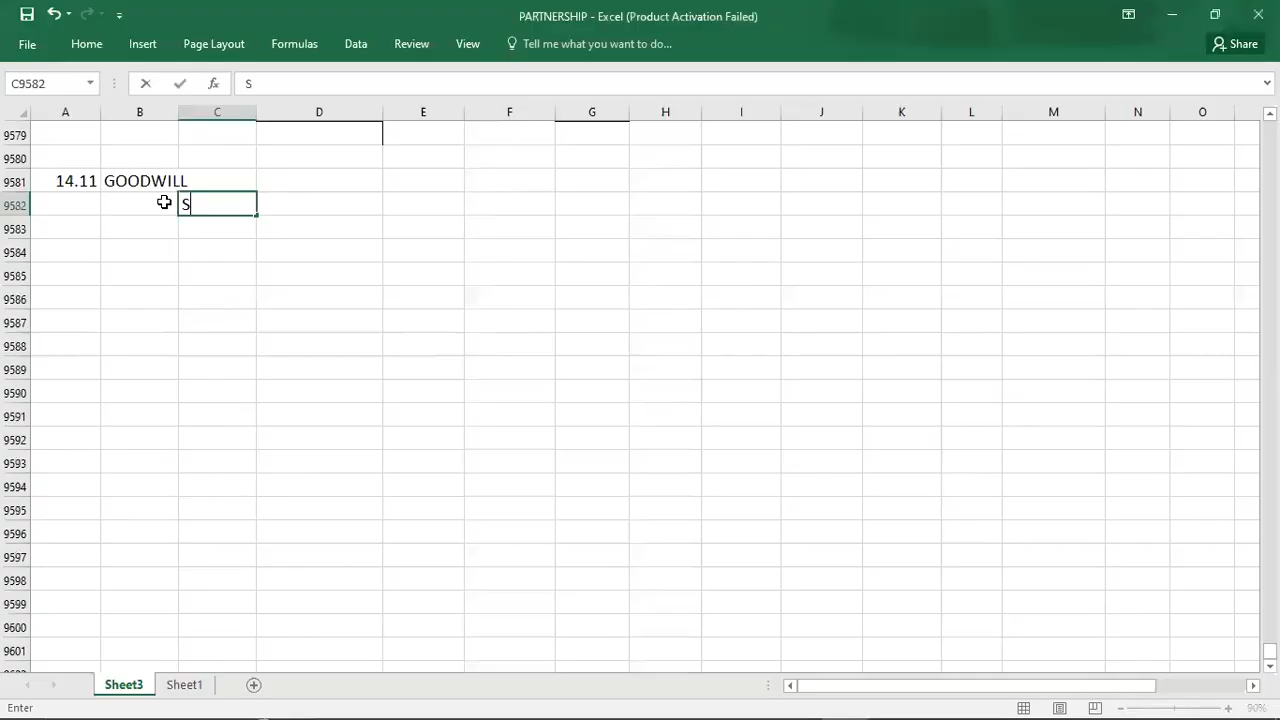 PARTNERSHIP - Excel (Product Activation Failed)
File Home Insert Page Layout Formulas Data Review View Tell me what you want to do... Share
C9582 fx S
A B C D E F G H I J K L M N O
9579
9580
9581 14.11 GOODWILL
9582 S
9583
9584
9585
9586
9587
9588
9589
9590
9591
9592
9593
9594
9595
9596
9597
9598
9599
9600
9601
Sheet3 Sheet1
Enter 90%